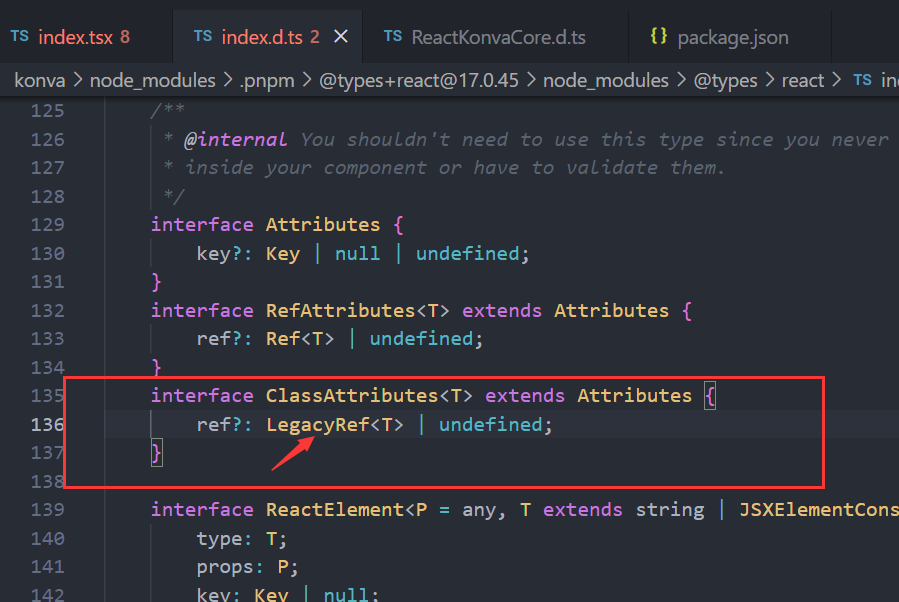 TS index.tsx 8 TS index.d.ts 2 TS ReactKonvaCore.d.ts {} package.json
konva > node_modules > .pnpm > @types+react@17.0.45 > node_modules > @types > react > TS
125 /**
126 * @internal You shouldn't need to use this type since you never
127 * inside your component or have to validate them.
128 */
129 interface Attributes {
130 key?: Key | null | undefined;
131 }
132 interface RefAttributes<T> extends Attributes {
133 ref?: Ref<T> | undefined;
134 }
135 interface ClassAttributes<T> extends Attributes {
136 ref?: LegacyRef<T> | undefined;
137 }
138
139 interface ReactElement<P = any, T extends string | JSXElementCons
140 type: T;
141 props: P;
142 key: Key | null;